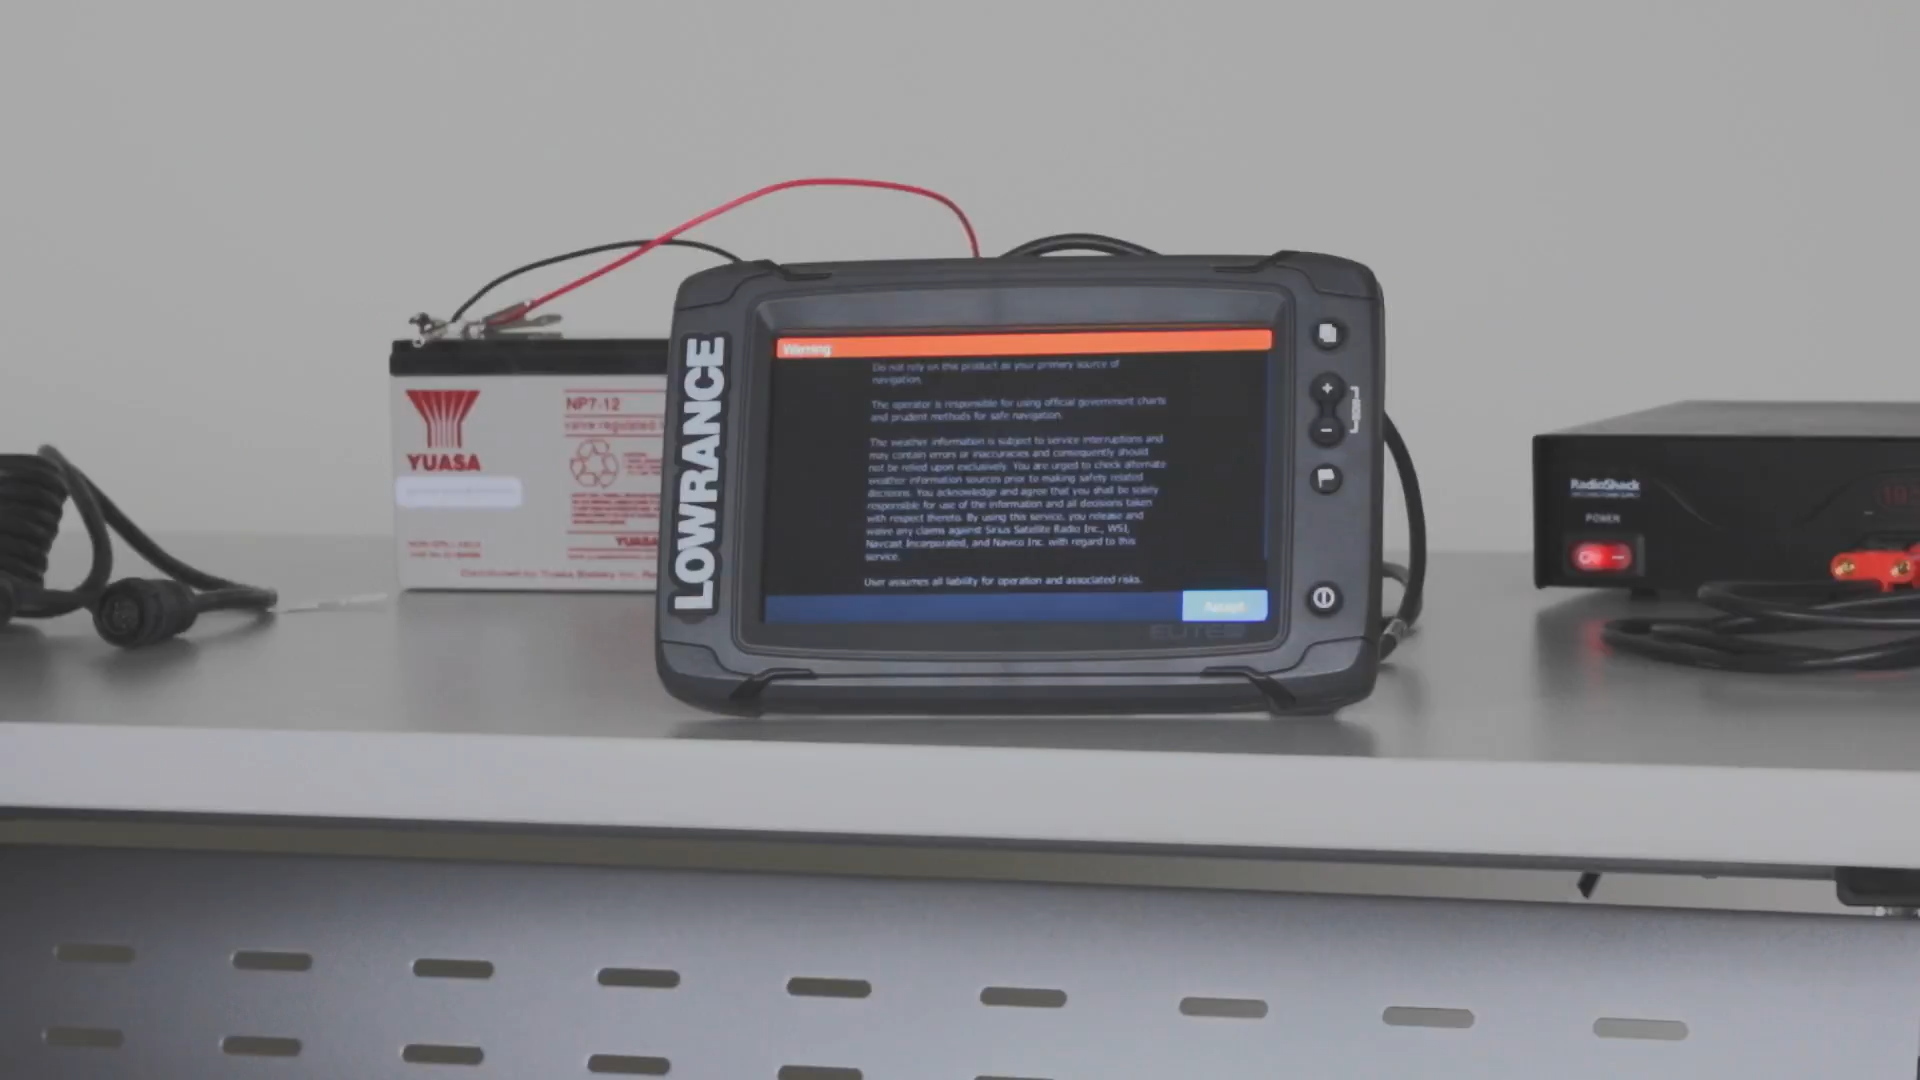 YUASA
NP7-12
valve regulated
YUASA
LOWRANCE
Warning
Do not rely on this product as your primary source of
navigation.
The operator is responsible for using official government charts
and prudent methods for safe navigation.
The weather information is subject to service interruptions and
may contain errors or inaccuracies and consequently should
not be relied upon exclusively. You are urged to check alternate
weather information sources prior to making safety related
decisions. You acknowledge and agree that you shall be solely
responsible for use of the information and all decisions taken
with respect thereto. By using this service, you release and
waive any claims against Sirius Satellite Radio Inc., WSI,
Navcast Incorporated, and Navico Inc. with regard to this
service.
User assumes all liability for operation and associated risks.
Accept
ELITE
RadioShack
POWER